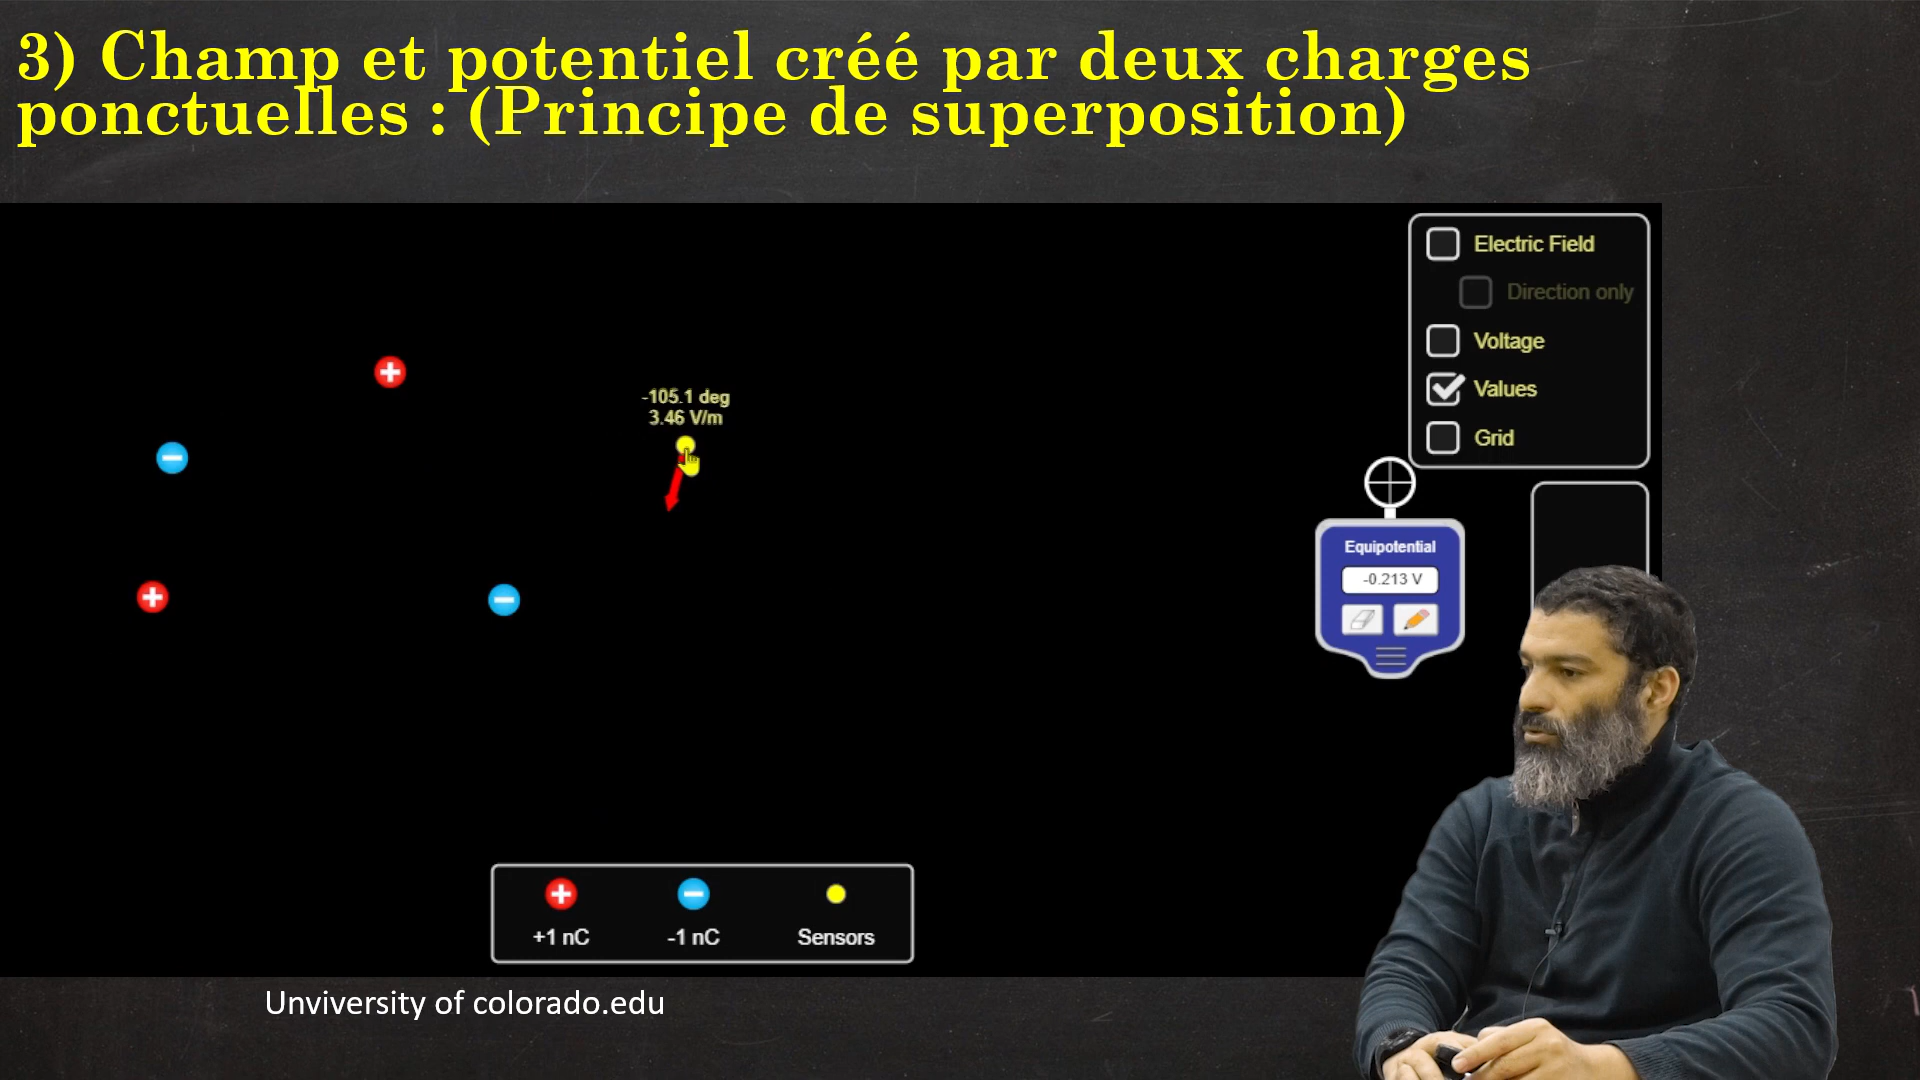 3) Champ et potentiel créé par deux charges
ponctuelles : (Principe de superposition)
Electric Field
Direction only
Voltage
Values
Grid
-105.1 deg
3.46 V/m
Equipotential
-0.213 V
+1 nC
-1 nC
Sensors
Unviversity of colorado.edu